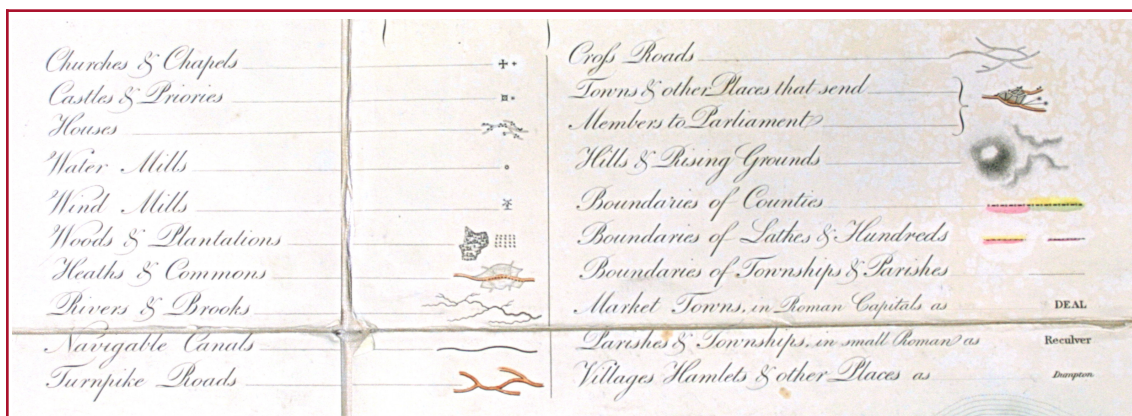 Churches & Chapels
Castles & Priories
Houses
Water Mills
Wind Mills
Woods & Plantations
Heaths & Commons
Rivers & Brooks
Navigable Canals
Turnpike Roads
Croſs Roads
Towns & other Places that send
Members to Parliament
Hills & Rising Grounds
Boundaries of Counties
Boundaries of Lathes & Hundreds
Boundaries of Townships & Parishes
Market Towns, in Roman Capitals as DEAL
Parishes & Townships, in small Roman as Reculver
Villages Hamlets & other Places as Dumpton